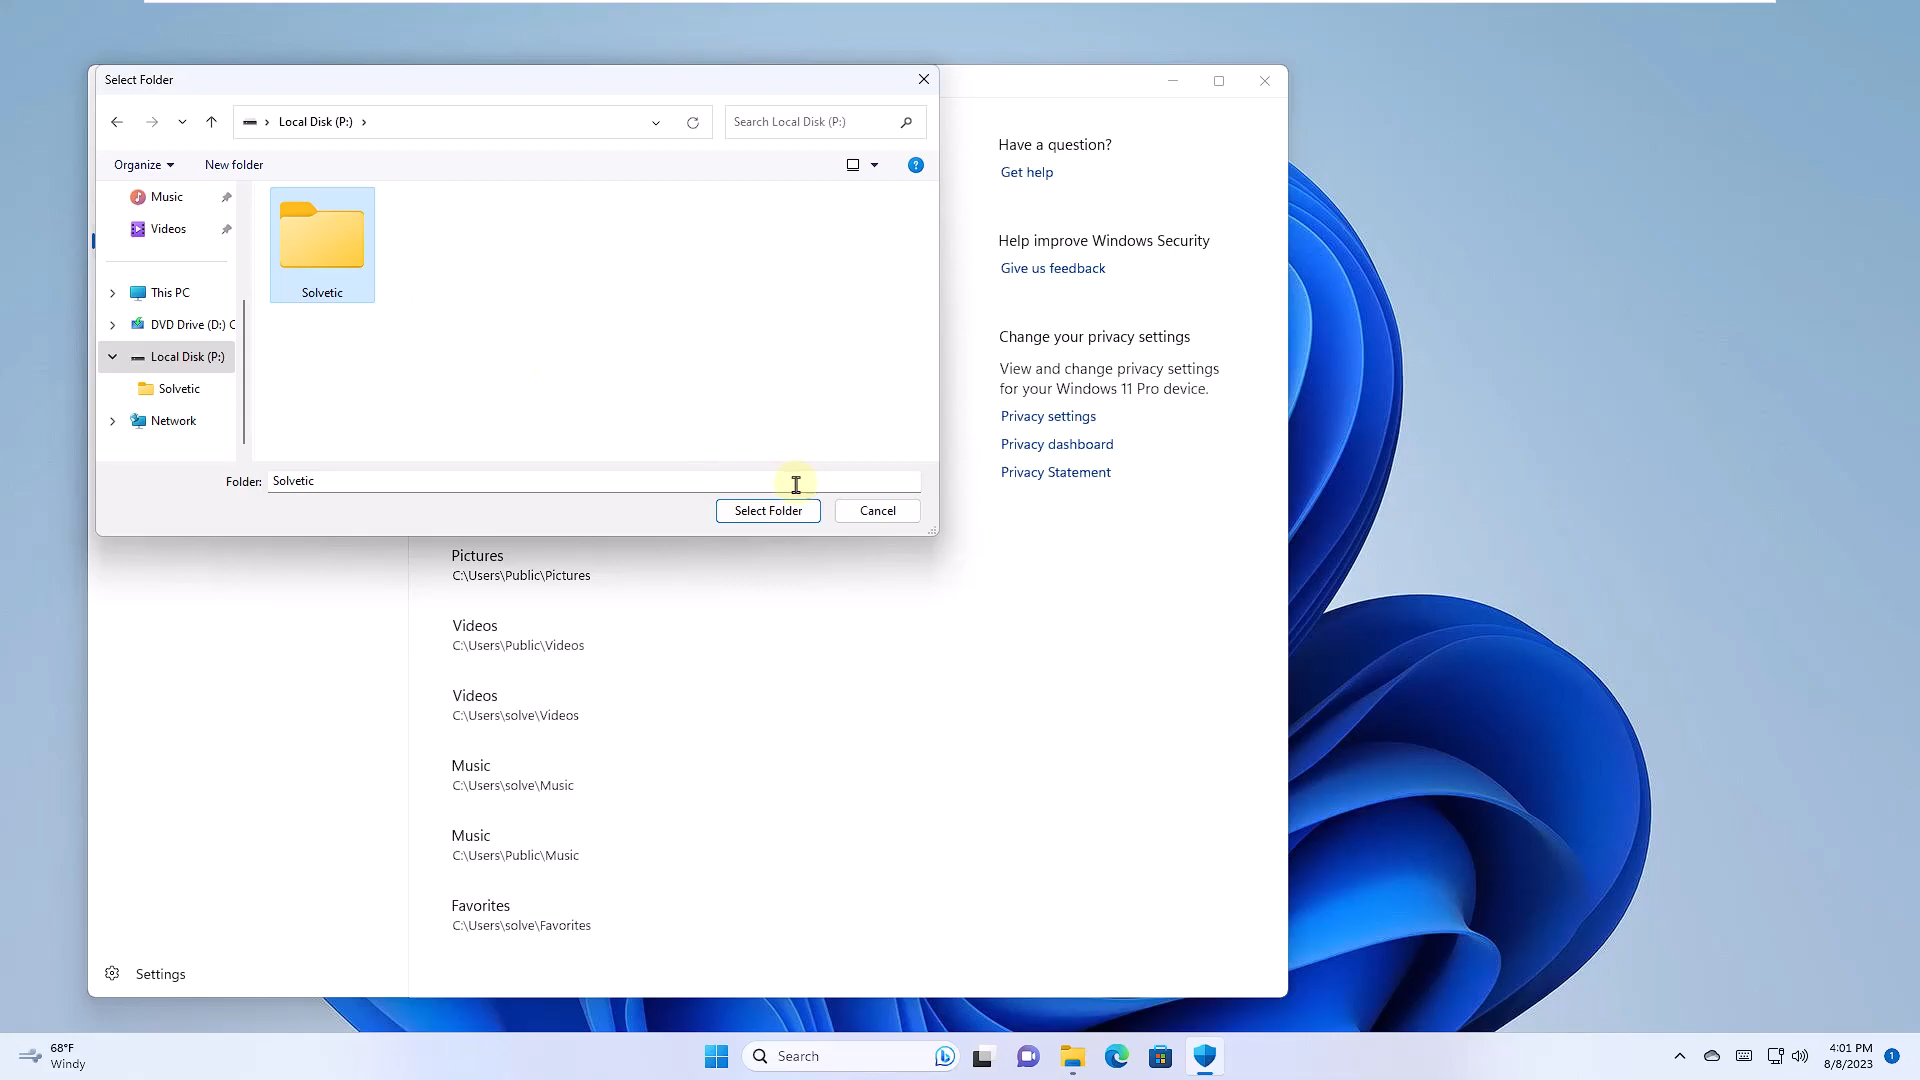 Select Folder
Local Disk (P:)
Search Local Disk (P:)
Organize
New folder
Music
Videos
This PC
DVD Drive (D:) C
Local Disk (P:)
Solvetic
Network
Solvetic
Folder:
Solvetic
Select Folder
Cancel
Have a question?
Get help
Help improve Windows Security
Give us feedback
Change your privacy settings
View and change privacy settings
for your Windows 11 Pro device.
Privacy settings
Privacy dashboard
Privacy Statement
Pictures
C:\Users\Public\Pictures
Videos
C:\Users\Public\Videos
Videos
C:\Users\solve\Videos
Music
C:\Users\solve\Music
Music
C:\Users\Public\Music
Favorites
C:\Users\solve\Favorites
Settings
68°F
Windy
Search
4:01 PM
8/8/2023
1